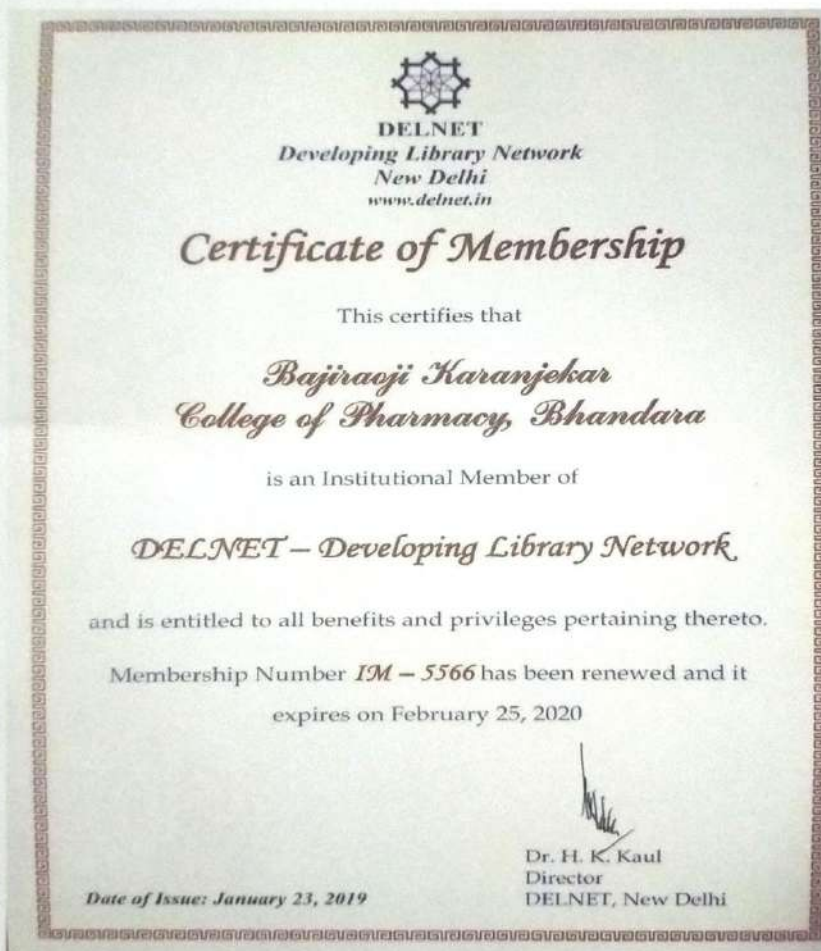 DELNET
Developing Library Network
New Delhi
www.delnet.in
Certificate of Membership
This certifies that
Bajiraoji Karanjekar
College of Pharmacy, Bhandara
is an Institutional Member of
DELNET – Developing Library Network
and is entitled to all benefits and privileges pertaining thereto.
Membership Number IM – 5566 has been renewed and it
expires on February 25, 2020
Dr. H. K. Kaul
Director
DELNET, New Delhi
Date of Issue: January 23, 2019